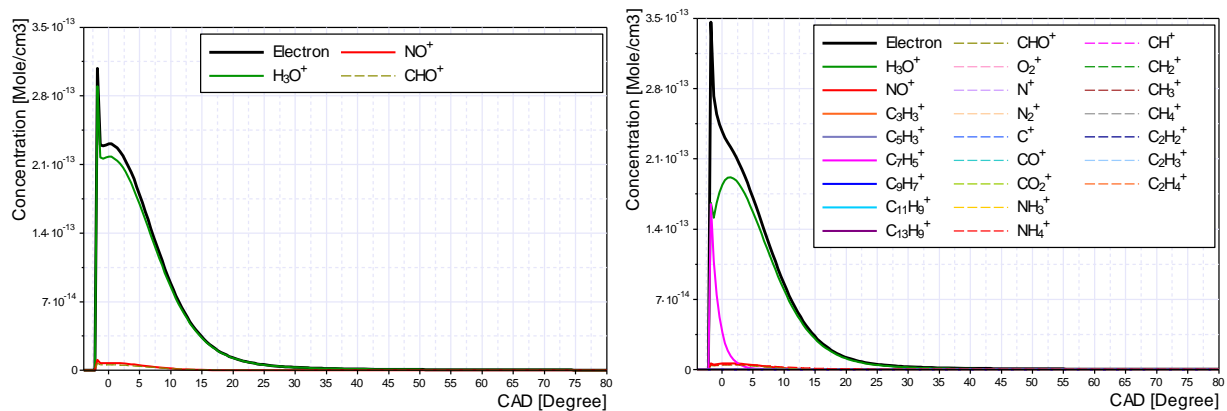 Concentration [Mole/cm3]
3.5·10⁻¹³
2.8·10⁻¹³
2.1·10⁻¹³
1.4·10⁻¹³
7·10⁻¹⁴
0
Electron NO⁺
H₃O⁺ CHO⁺
0 5 10 15 20 25 30 35 40 45 50 55 60 65 70 75 80
CAD [Degree]
Concentration [Mole/cm3]
3.5·10⁻¹³
2.8·10⁻¹³
2.1·10⁻¹³
1.4·10⁻¹³
7·10⁻¹⁴
0
Electron CHO⁺ CH⁺
H₃O⁺ O₂⁺ CH₂⁺
NO⁺ N⁺ CH₃⁺
C₃H₃⁺ N₂⁺ CH₄⁺
C₅H₃⁺ C⁺ C₂H₂⁺
C₇H₅⁺ CO⁺ C₂H₃⁺
C₉H₇⁺ CO₂⁺ C₂H₄⁺
C₁₁H₉⁺ NH₃⁺
C₁₃H₉⁺ NH₄⁺
0 5 10 15 20 25 30 35 40 45 50 55 60 65 70 75 80
CAD [Degree]